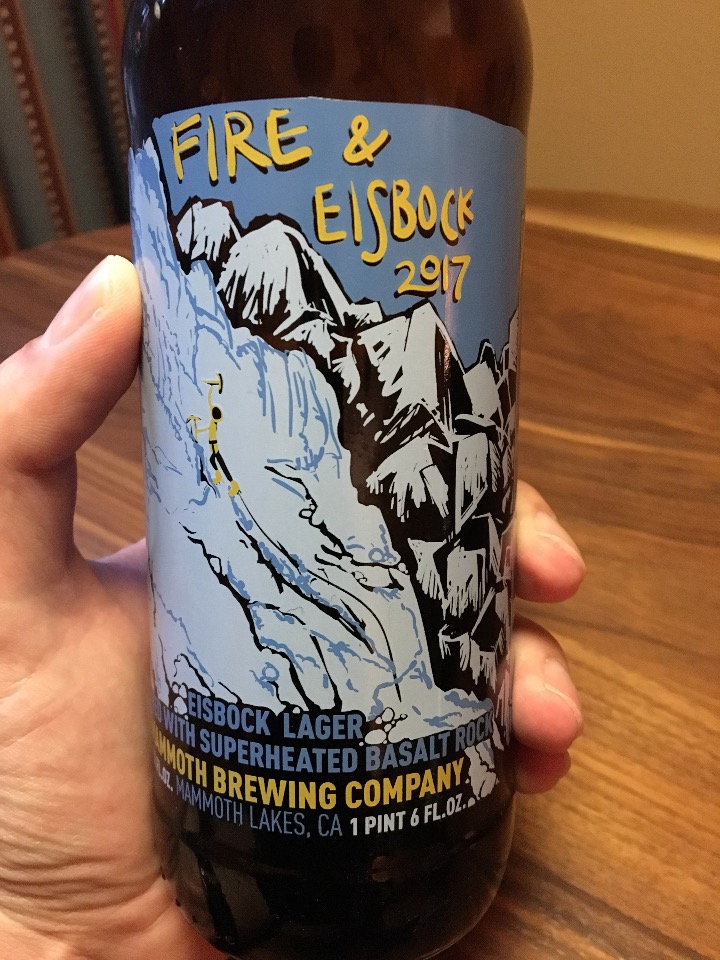 FIRE &
EISBOCK
2017
EISBOCK LAGER
WITH SUPERHEATED BASALT ROCK
MAMMOTH BREWING COMPANY
MAMMOTH LAKES, CA 1 PINT 6 FL.OZ.